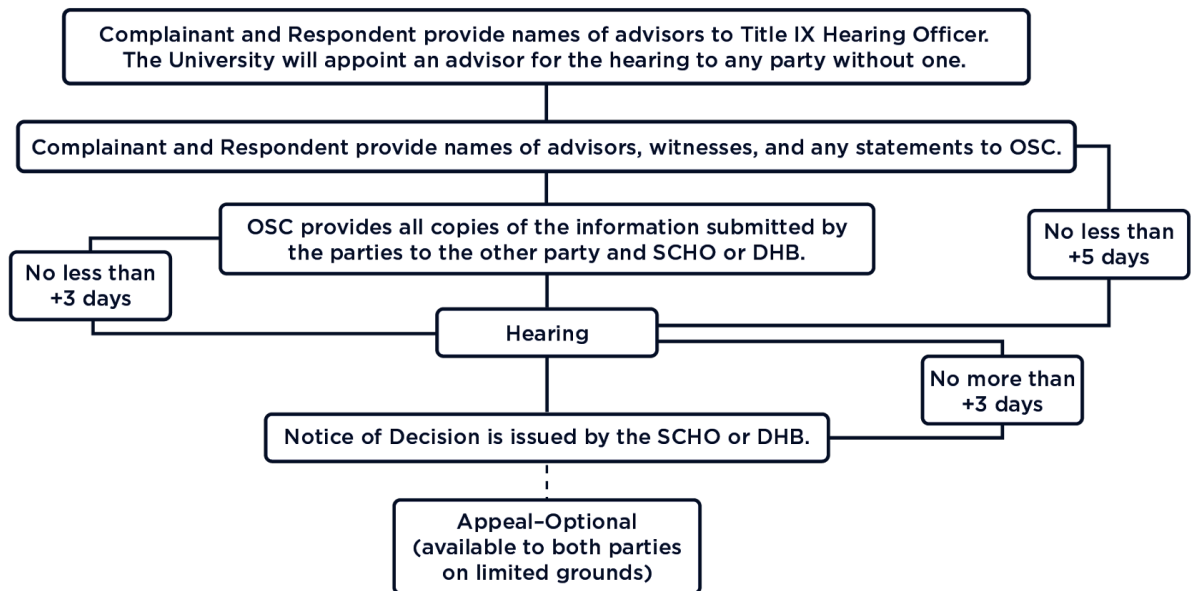 Complainant and Respondent provide names of advisors to Title IX Hearing Officer.
The University will appoint an advisor for the hearing to any party without one.
Complainant and Respondent provide names of advisors, witnesses, and any statements to OSC.
OSC provides all copies of the information submitted by
the parties to the other party and SCHO or DHB.
No less than
+5 days
No less than
+3 days
Hearing
No more than
+3 days
Notice of Decision is issued by the SCHO or DHB.
Appeal–Optional
(available to both parties
on limited grounds)